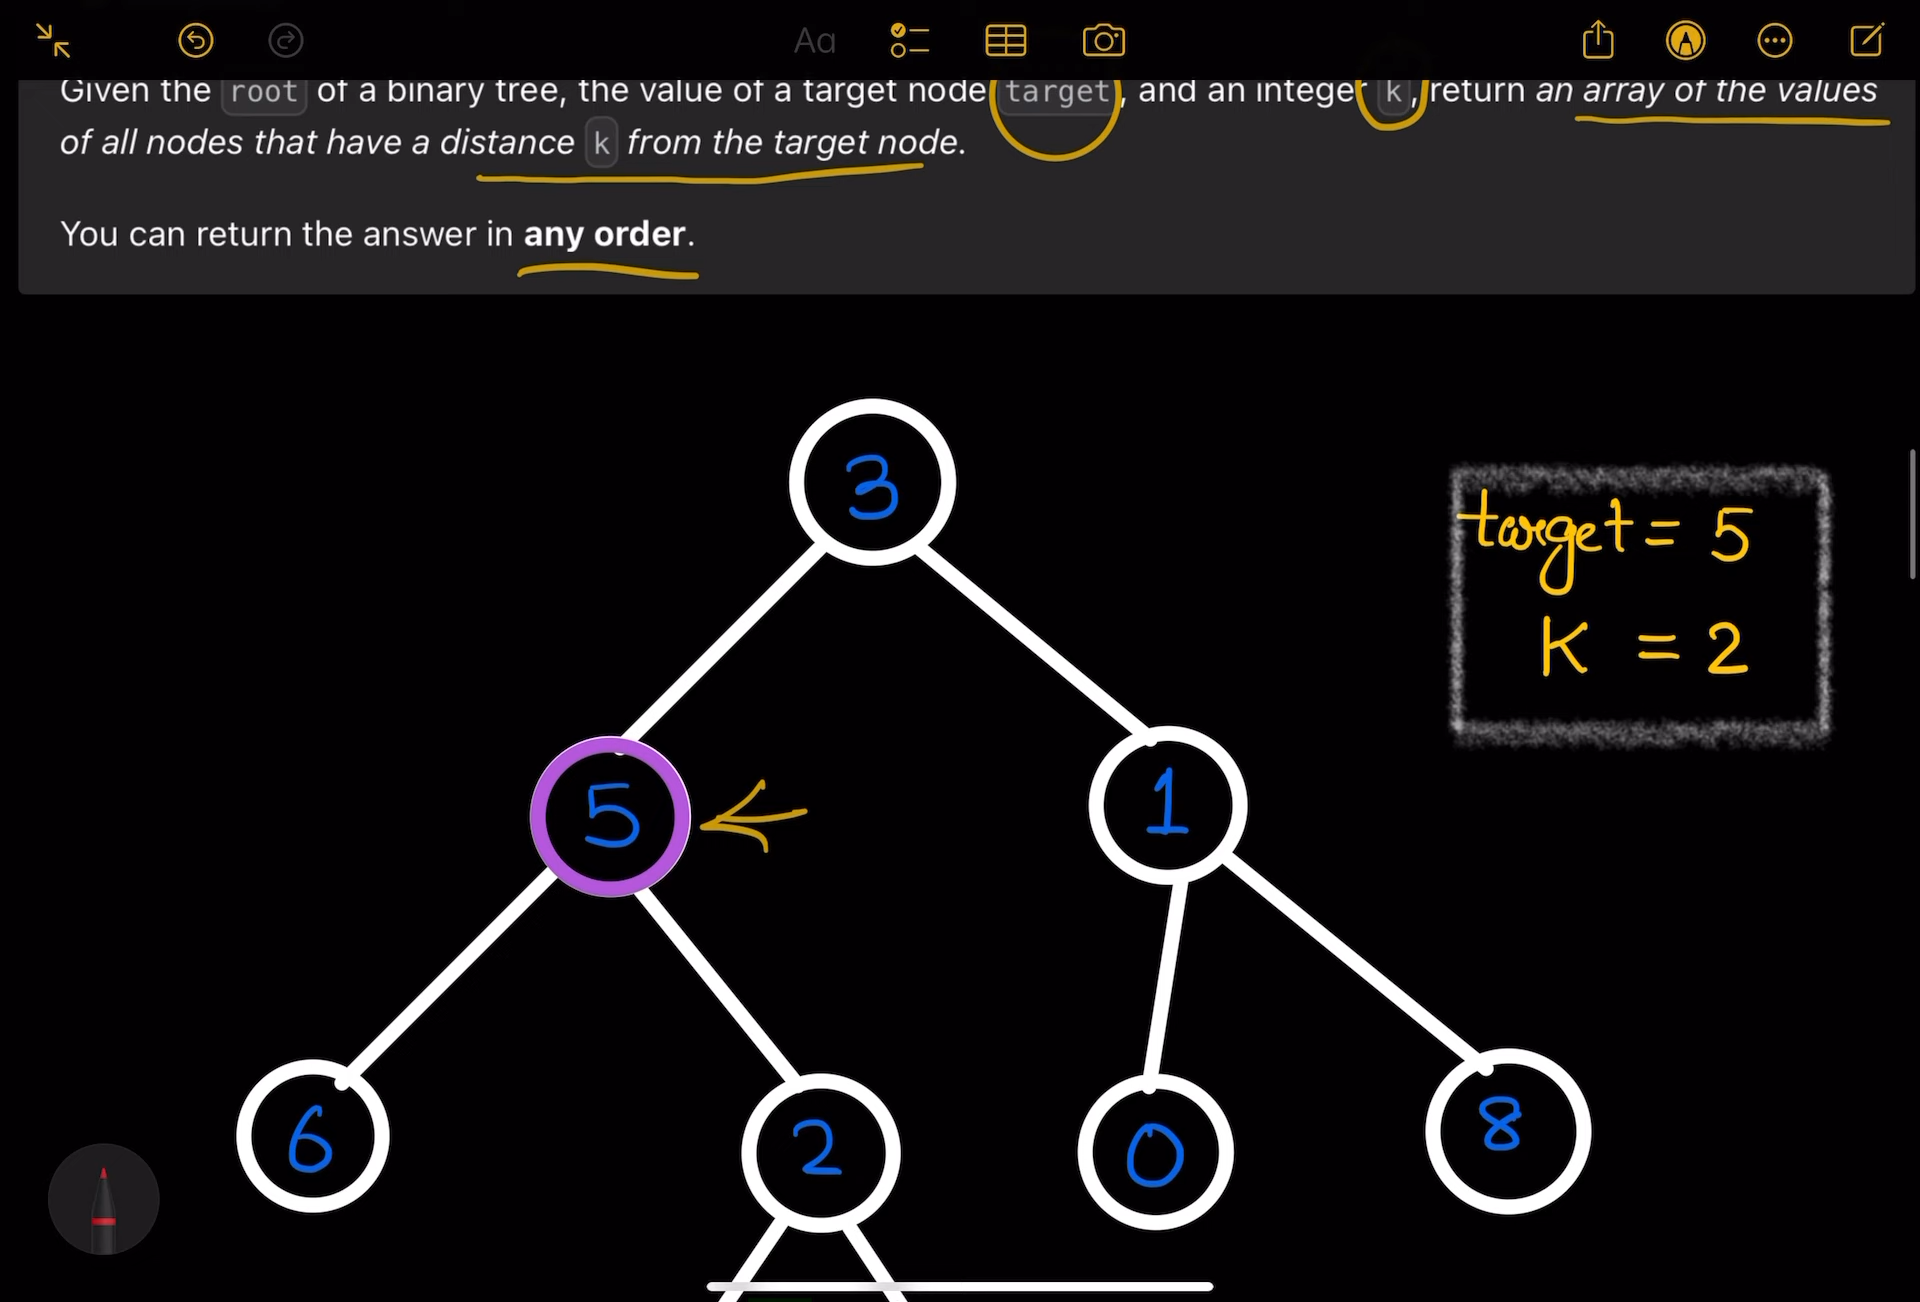 Aa
Given the root of a binary tree, the value of a target node target, and an integer k, return an array of the values
of all nodes that have a distance k from the target node.
You can return the answer in any order.
3
target = 5
K = 2
5
1
6
2
0
8